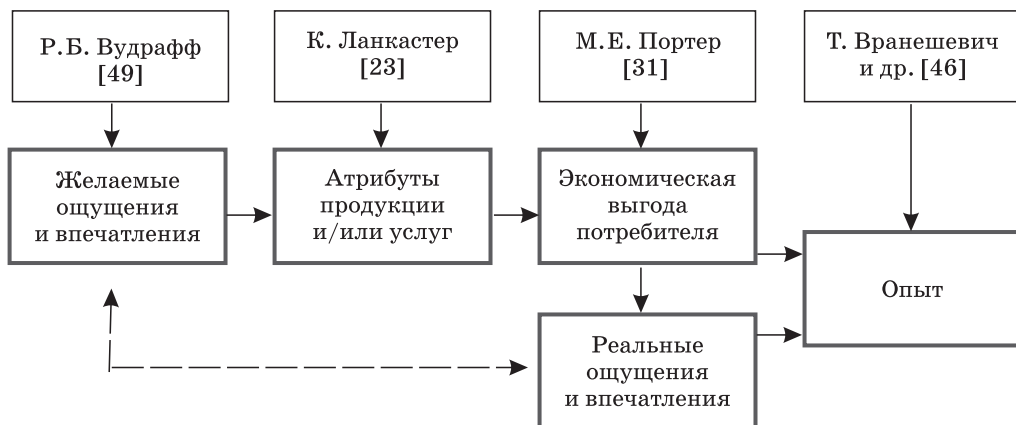 Р.Б. Вудрафф
[49]
К. Ланкастер
[23]
М.Е. Портер
[31]
Т. Вранешевич
и др. [46]
Желаемые
ощущения
и впечатления
Атрибуты
продукции
и/или услуг
Экономическая
выгода
потребителя
Опыт
Реальные
ощущения
и впечатления